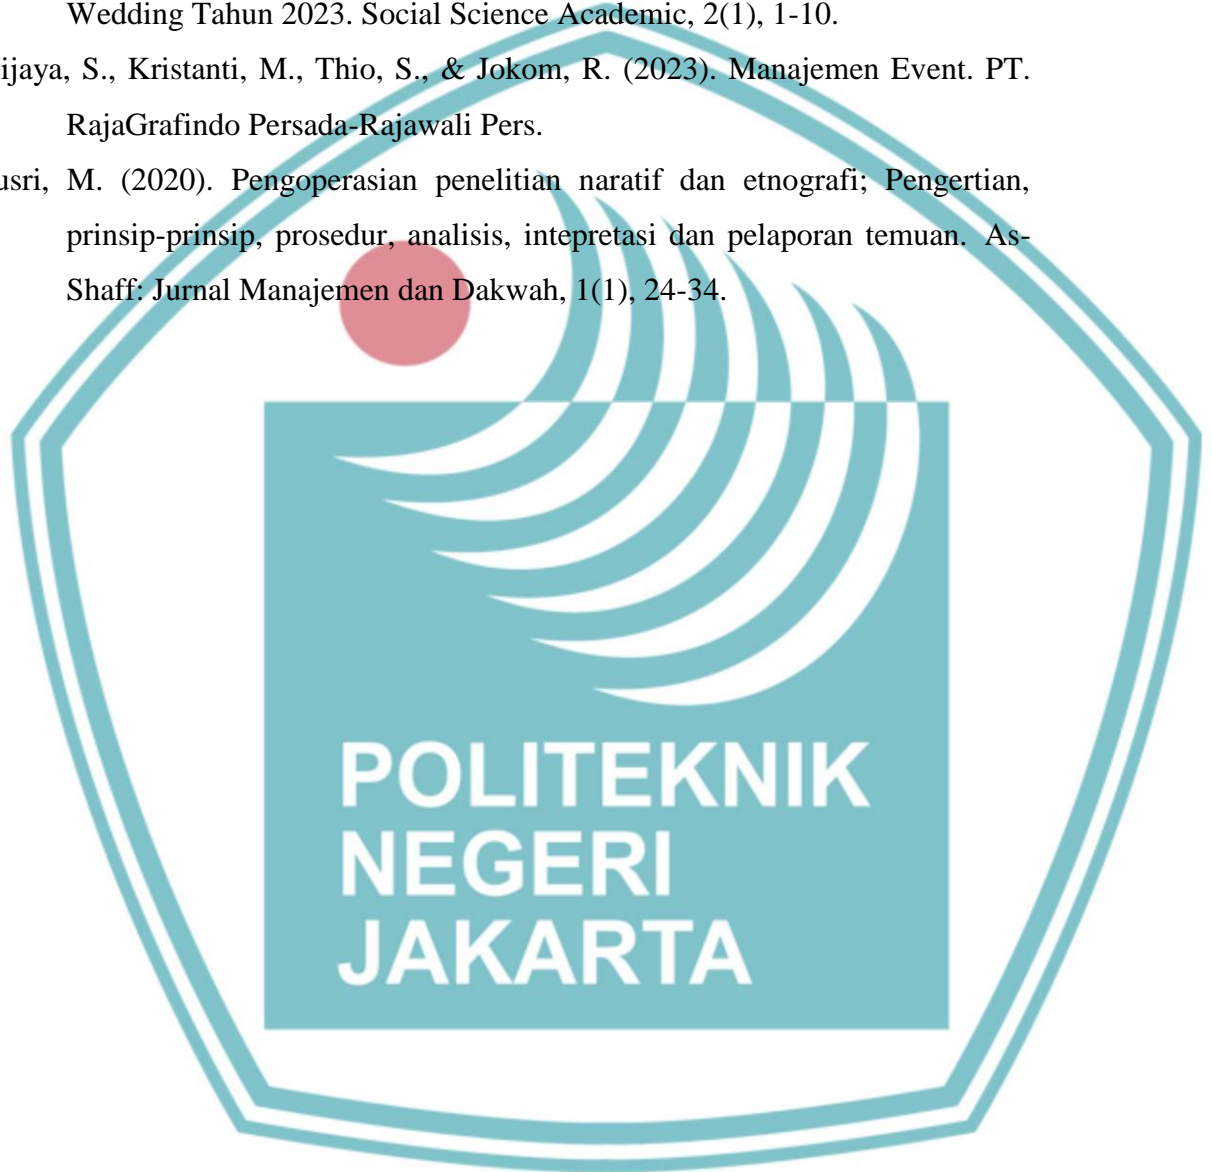 Wedding Tahun 2023. Social Science Academic, 2(1), 1-10.
ijaya, S., Kristanti, M., Thio, S., & Jokom, R. (2023). Manajemen Event. PT.
RajaGrafindo Persada-Rajawali Pers.
usri, M. (2020). Pengoperasian penelitian naratif dan etnografi; Pengertian,
prinsip-prinsip, prosedur, analisis, intepretasi dan pelaporan temuan. As-
Shaff: Jurnal Manajemen dan Dakwah, 1(1), 24-34.
POLITEKNIK
NEGERI
JAKARTA